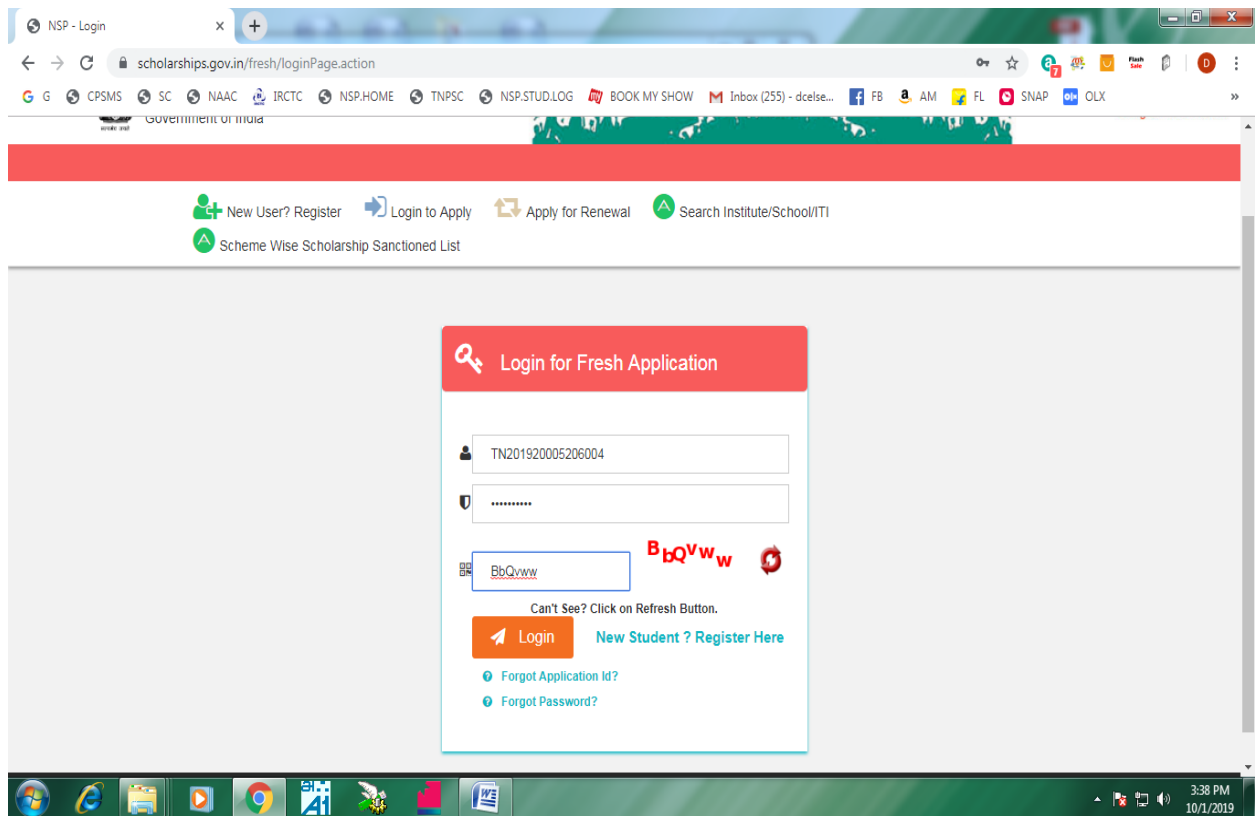 NSP - Login
scholarships.gov.in/fresh/loginPage.action
7
Flash Sale
D
G CPSMS SC NAAC IRCTC NSP.HOME TNPSC NSP.STUD.LOG BOOK MY SHOW Inbox (255) - dcelse... FB AM FL SNAP OLX »
Government of India
New User? Register Login to Apply Apply for Renewal Search Institute/School/ITI
Scheme Wise Scholarship Sanctioned List
Login for Fresh Application
TN201920005206004
BbQvww BbQvww
Can't See? Click on Refresh Button.
Login New Student ? Register Here
Forgot Application Id?
Forgot Password?
3:38 PM
10/1/2019